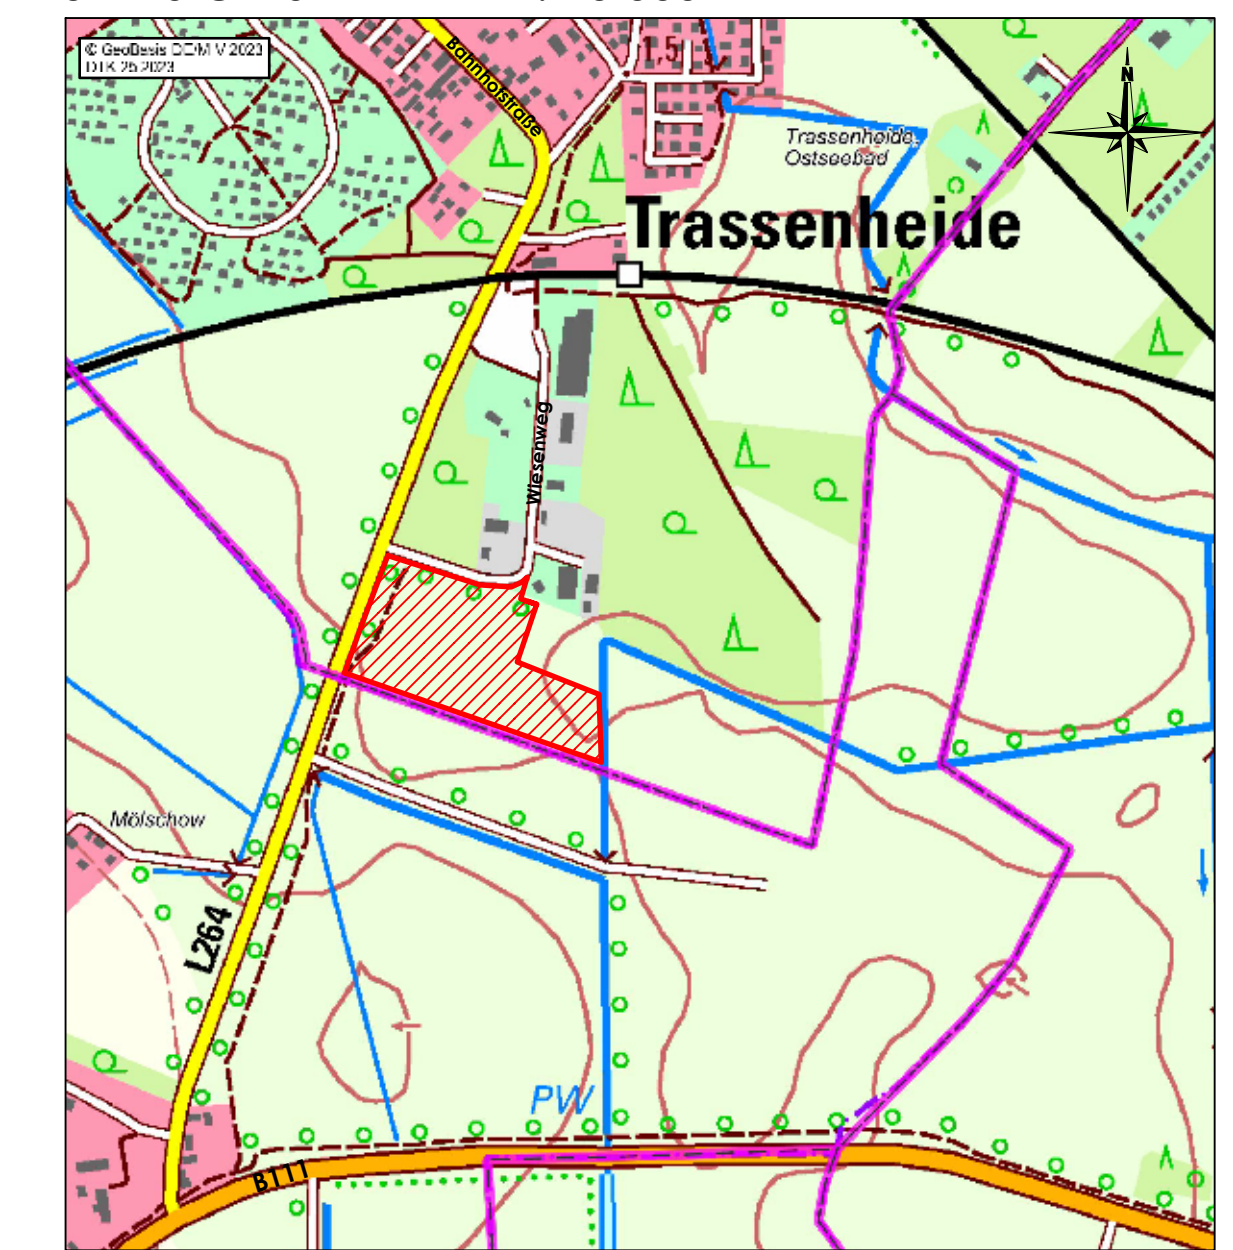 © GeoBasis DE/M-V 2023
DTK 25 2023
Bahnhofstraße
1,5
N
Trassenheide,
Ostseebad
Trassenheide
Wiesenweg
Mölschow
L264
PW
B111